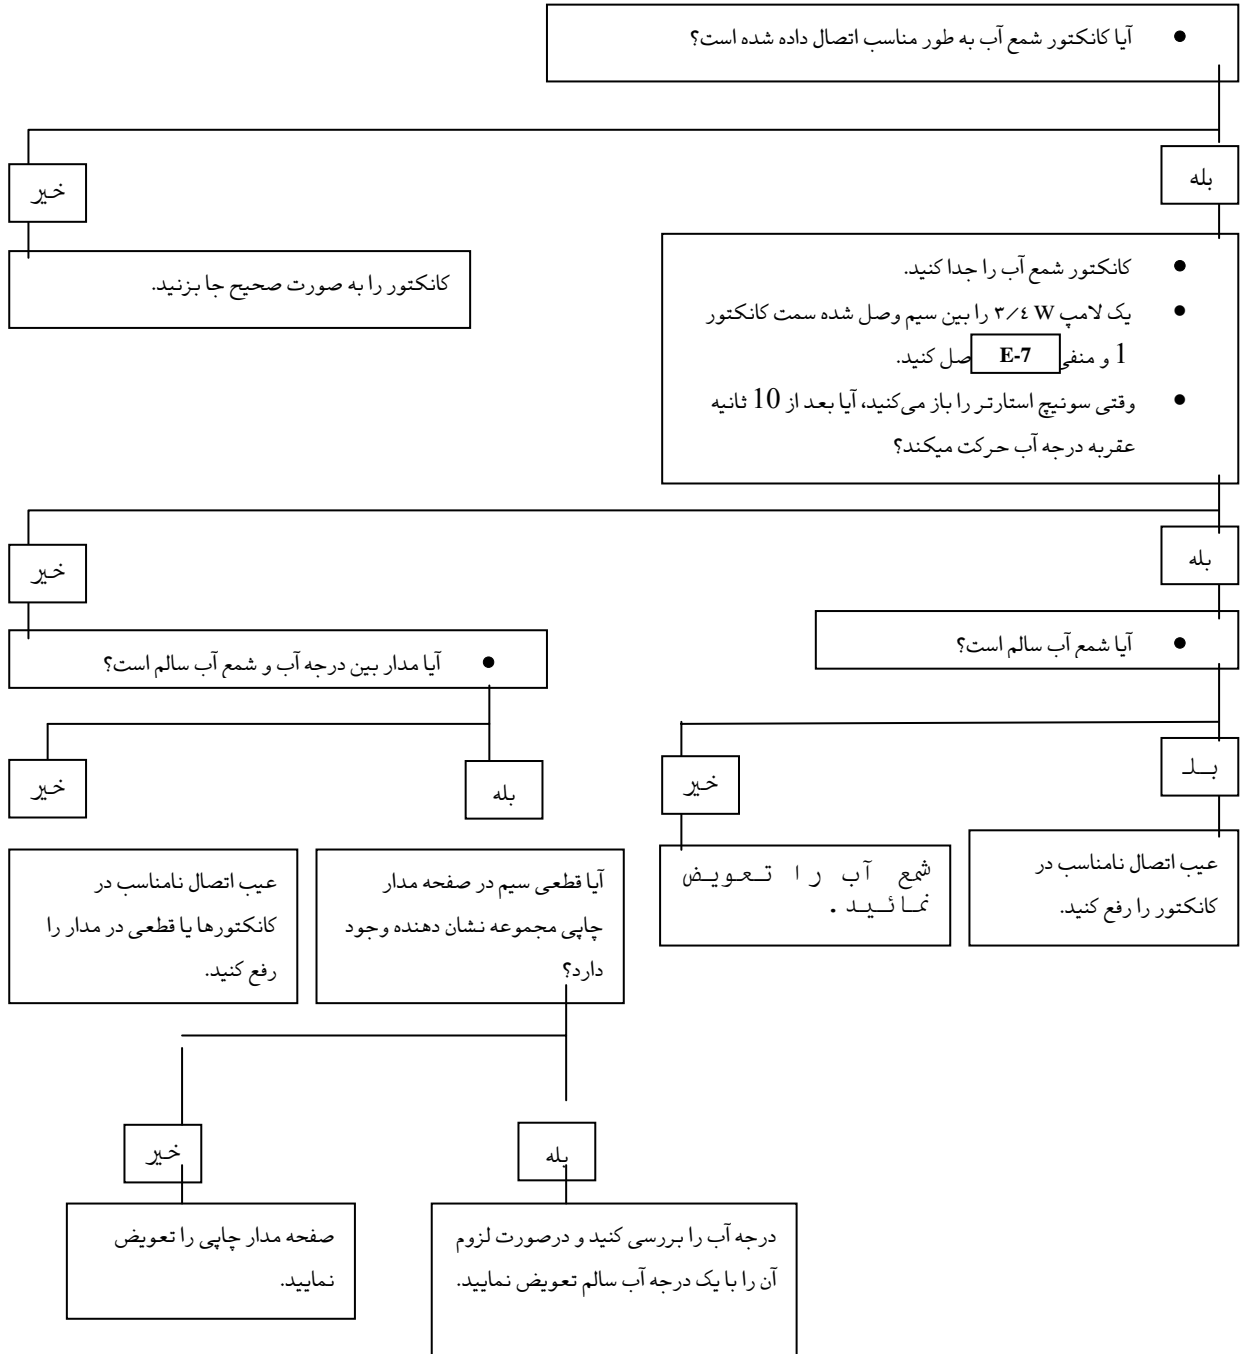 ● آیا کانکتور شمع آب به طور مناسب اتصال داده شده است؟
بله
خیر
● کانکتور شمع آب را جدا کنید.
● یک لامپ ۳/٤ W را بین سیم وصل شده سمت کانکتور
1 و منفی E-7 صل کنید.
● وقتی سوئیچ استارتر را باز می‌کنید، آیا بعد از 10 ثانیه
عقربه درجه آب حرکت میکند؟
کانکتور را به صورت صحیح جا بزنید.
بله
خیر
● آیا شمع آب سالم است؟
● آیا مدار بین درجه آب و شمع آب سالم است؟
بلـ
خیر
بله
خیر
عیب اتصال نامناسب در
کانکتور را رفع کنید.
شمع آب را تعویض
نمائید.
آیا قطعی سیم در صفحه مدار
چاپی مجموعه نشان دهنده وجود
دارد؟
عیب اتصال نامناسب در
کانکتورها یا قطعی در مدار را
رفع کنید.
بله
خیر
درجه آب را بررسی کنید و درصورت لزوم
آن را با یک درجه آب سالم تعویض نمایید.
صفحه مدار چاپی را تعویض
نمایید.